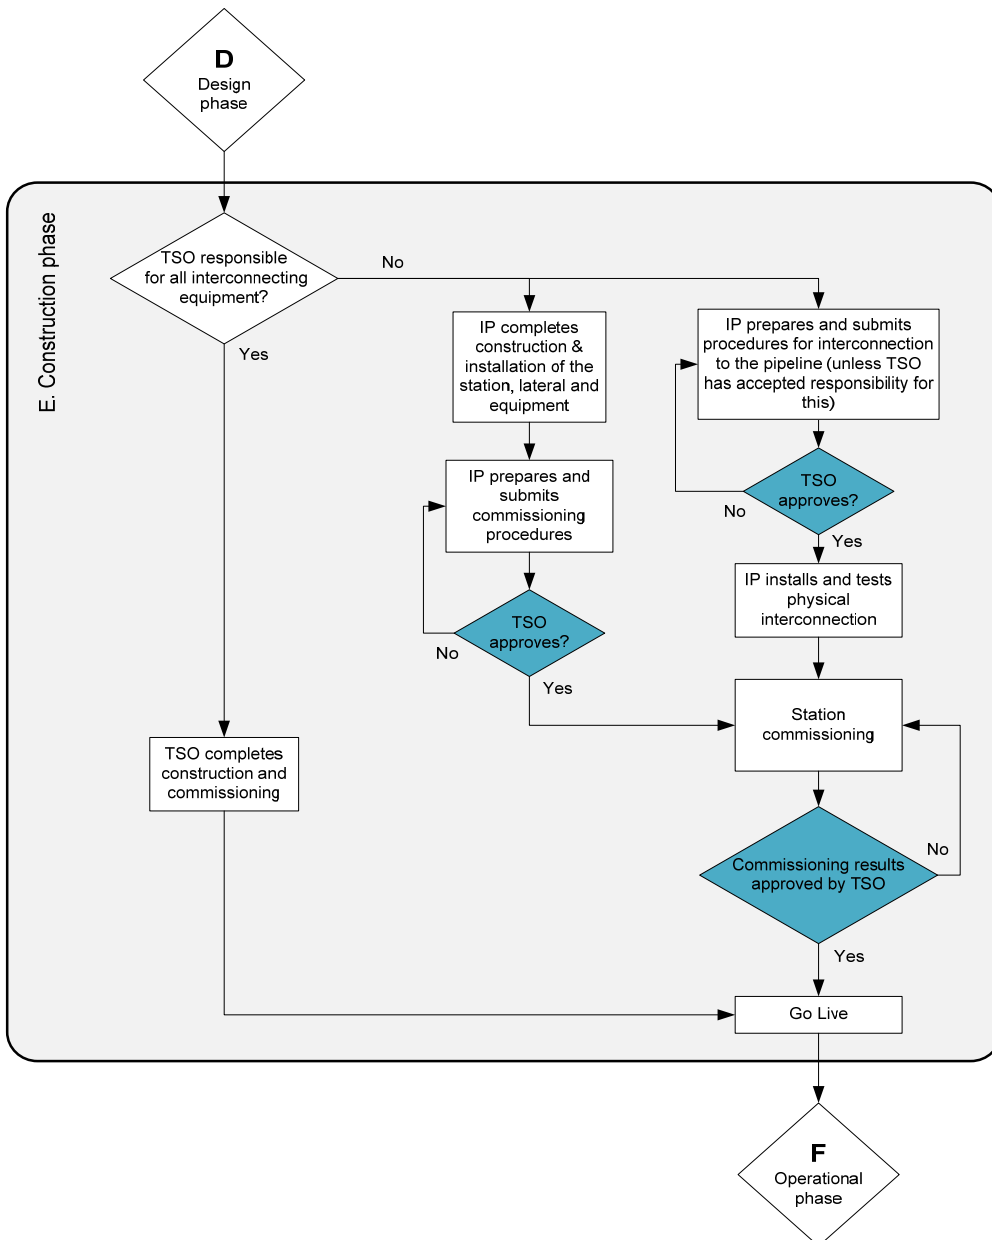 D
Design
phase
E. Construction phase
TSO responsible
for all interconnecting
equipment?
No
Yes
IP completes
construction &
installation of the
station, lateral and
equipment
IP prepares and submits
procedures for interconnection
to the pipeline (unless TSO
has accepted responsibility for
this)
IP prepares and
submits
commissioning
procedures
TSO
approves?
No
Yes
IP installs and tests
physical
interconnection
TSO
approves?
No
Yes
Station
commissioning
TSO completes
construction and
commissioning
Commissioning results
approved by TSO
No
Yes
Go Live
F
Operational
phase